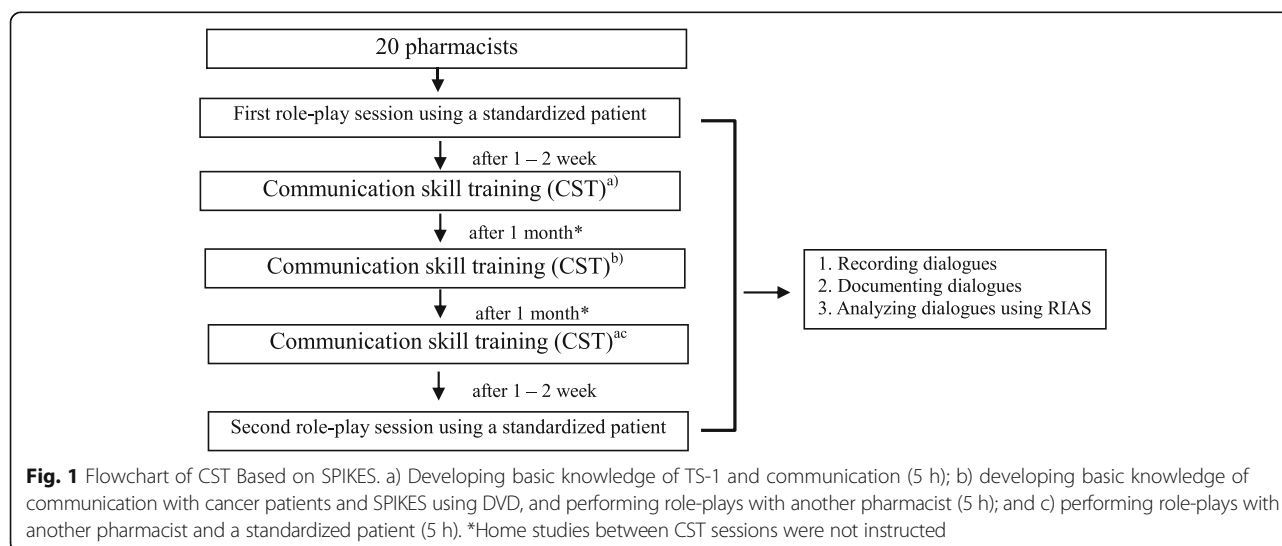 20 pharmacists
First role-play session using a standardized patient
after 1 – 2 week
Communication skill training (CST)a)
after 1 month*
Communication skill training (CST)b)
after 1 month*
Communication skill training (CST)ac
after 1 – 2 week
Second role-play session using a standardized patient
1. Recording dialogues
2. Documenting dialogues
3. Analyzing dialogues using RIAS
Fig. 1 Flowchart of CST Based on SPIKES. a) Developing basic knowledge of TS-1 and communication (5 h); b) developing basic knowledge of
communication with cancer patients and SPIKES using DVD, and performing role-plays with another pharmacist (5 h); and c) performing role-plays with
another pharmacist and a standardized patient (5 h). *Home studies between CST sessions were not instructed